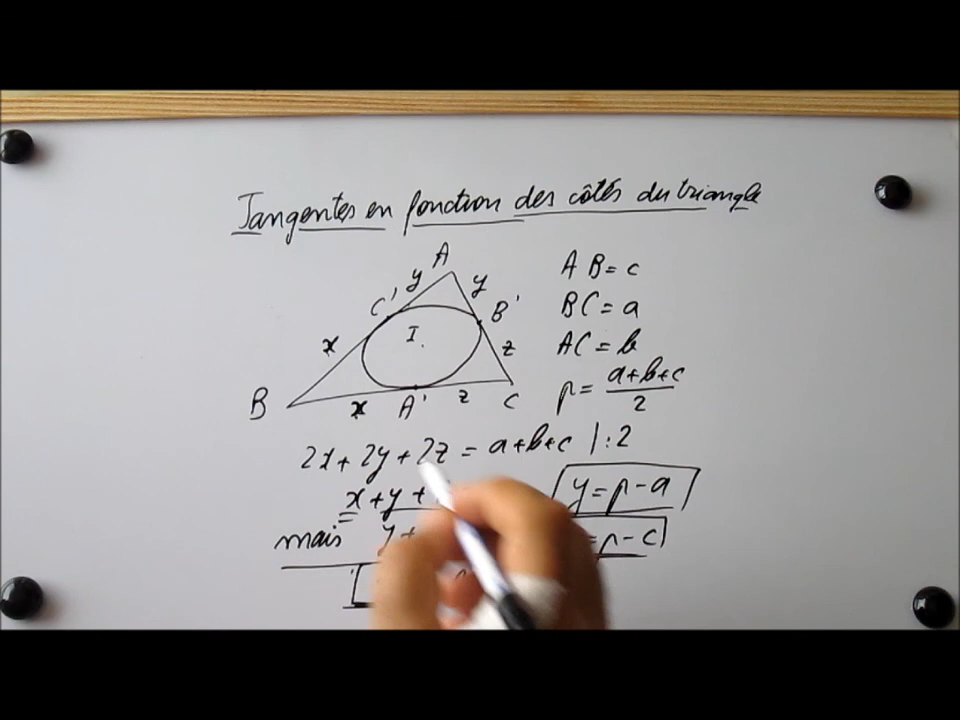 Tangentes en fonction des côtés du triangle
A
y y
C' B'
I.
x z
B x A' z C
AB = c
BC = a
AC = b
p = a+b+c / 2
2x + 2y + 2z = a+b+c | :2
x + y +
y = p - a
mais y +
= p - c